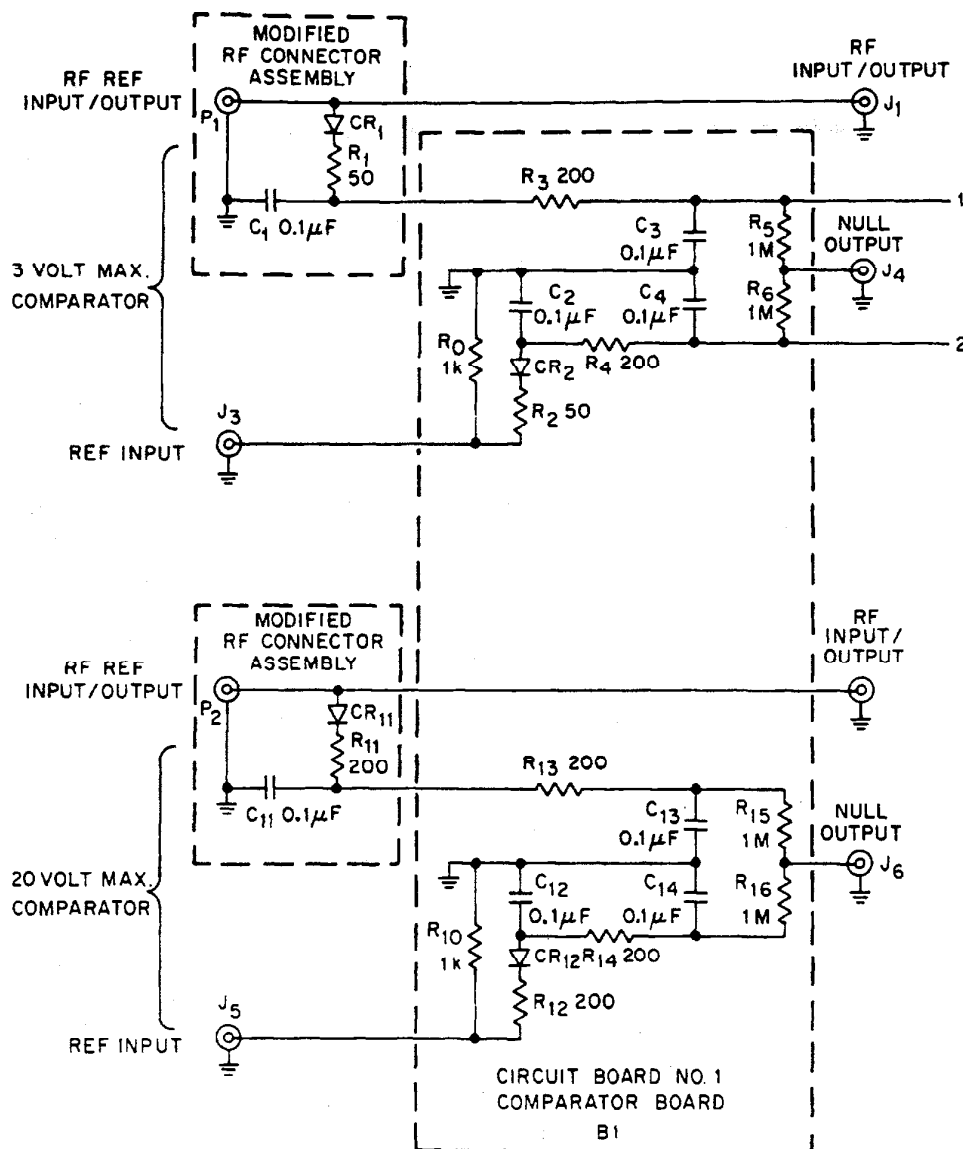 MODIFIED
RF CONNECTOR
ASSEMBLY
RF REF
INPUT/OUTPUT
P1
CR1
R1
50
C1 0.1μF
RF
INPUT/OUTPUT
J1
R3 200
1
C3
0.1μF
R5
1M
NULL
OUTPUT
J4
3 VOLT MAX.
COMPARATOR
C2
0.1μF
C4
0.1μF
R6
1M
R0
1k
CR2
R4 200
2
R2 50
J3
REF INPUT
MODIFIED
RF CONNECTOR
ASSEMBLY
RF REF
INPUT/OUTPUT
P2
CR11
R11
200
C11 0.1μF
RF
INPUT/
OUTPUT
R13 200
C13
0.1μF
R15
1M
NULL
OUTPUT
J6
20 VOLT MAX.
COMPARATOR
C12
0.1μF
C14
0.1μF
R16
1M
R10
1k
CR12 R14 200
R12 200
J5
REF INPUT
CIRCUIT BOARD NO. 1
COMPARATOR BOARD
B1